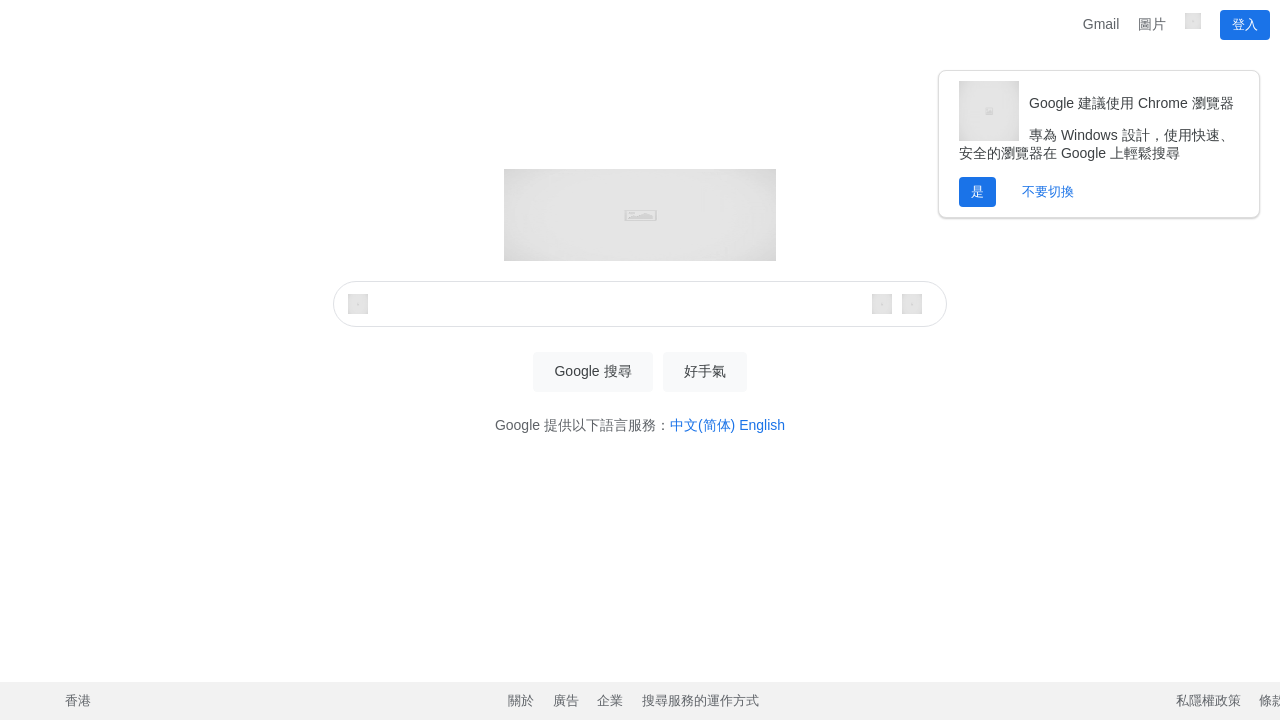 Gmail 圖片 登入
Google 建議使用 Chrome 瀏覽器
專為 Windows 設計，使用快速、
安全的瀏覽器在 Google 上輕鬆搜尋
是 不要切換
Google 搜尋 好手氣
Google 提供以下語言服務：中文(简体) English
香港 關於 廣告 企業 搜尋服務的運作方式 私隱權政策 條款